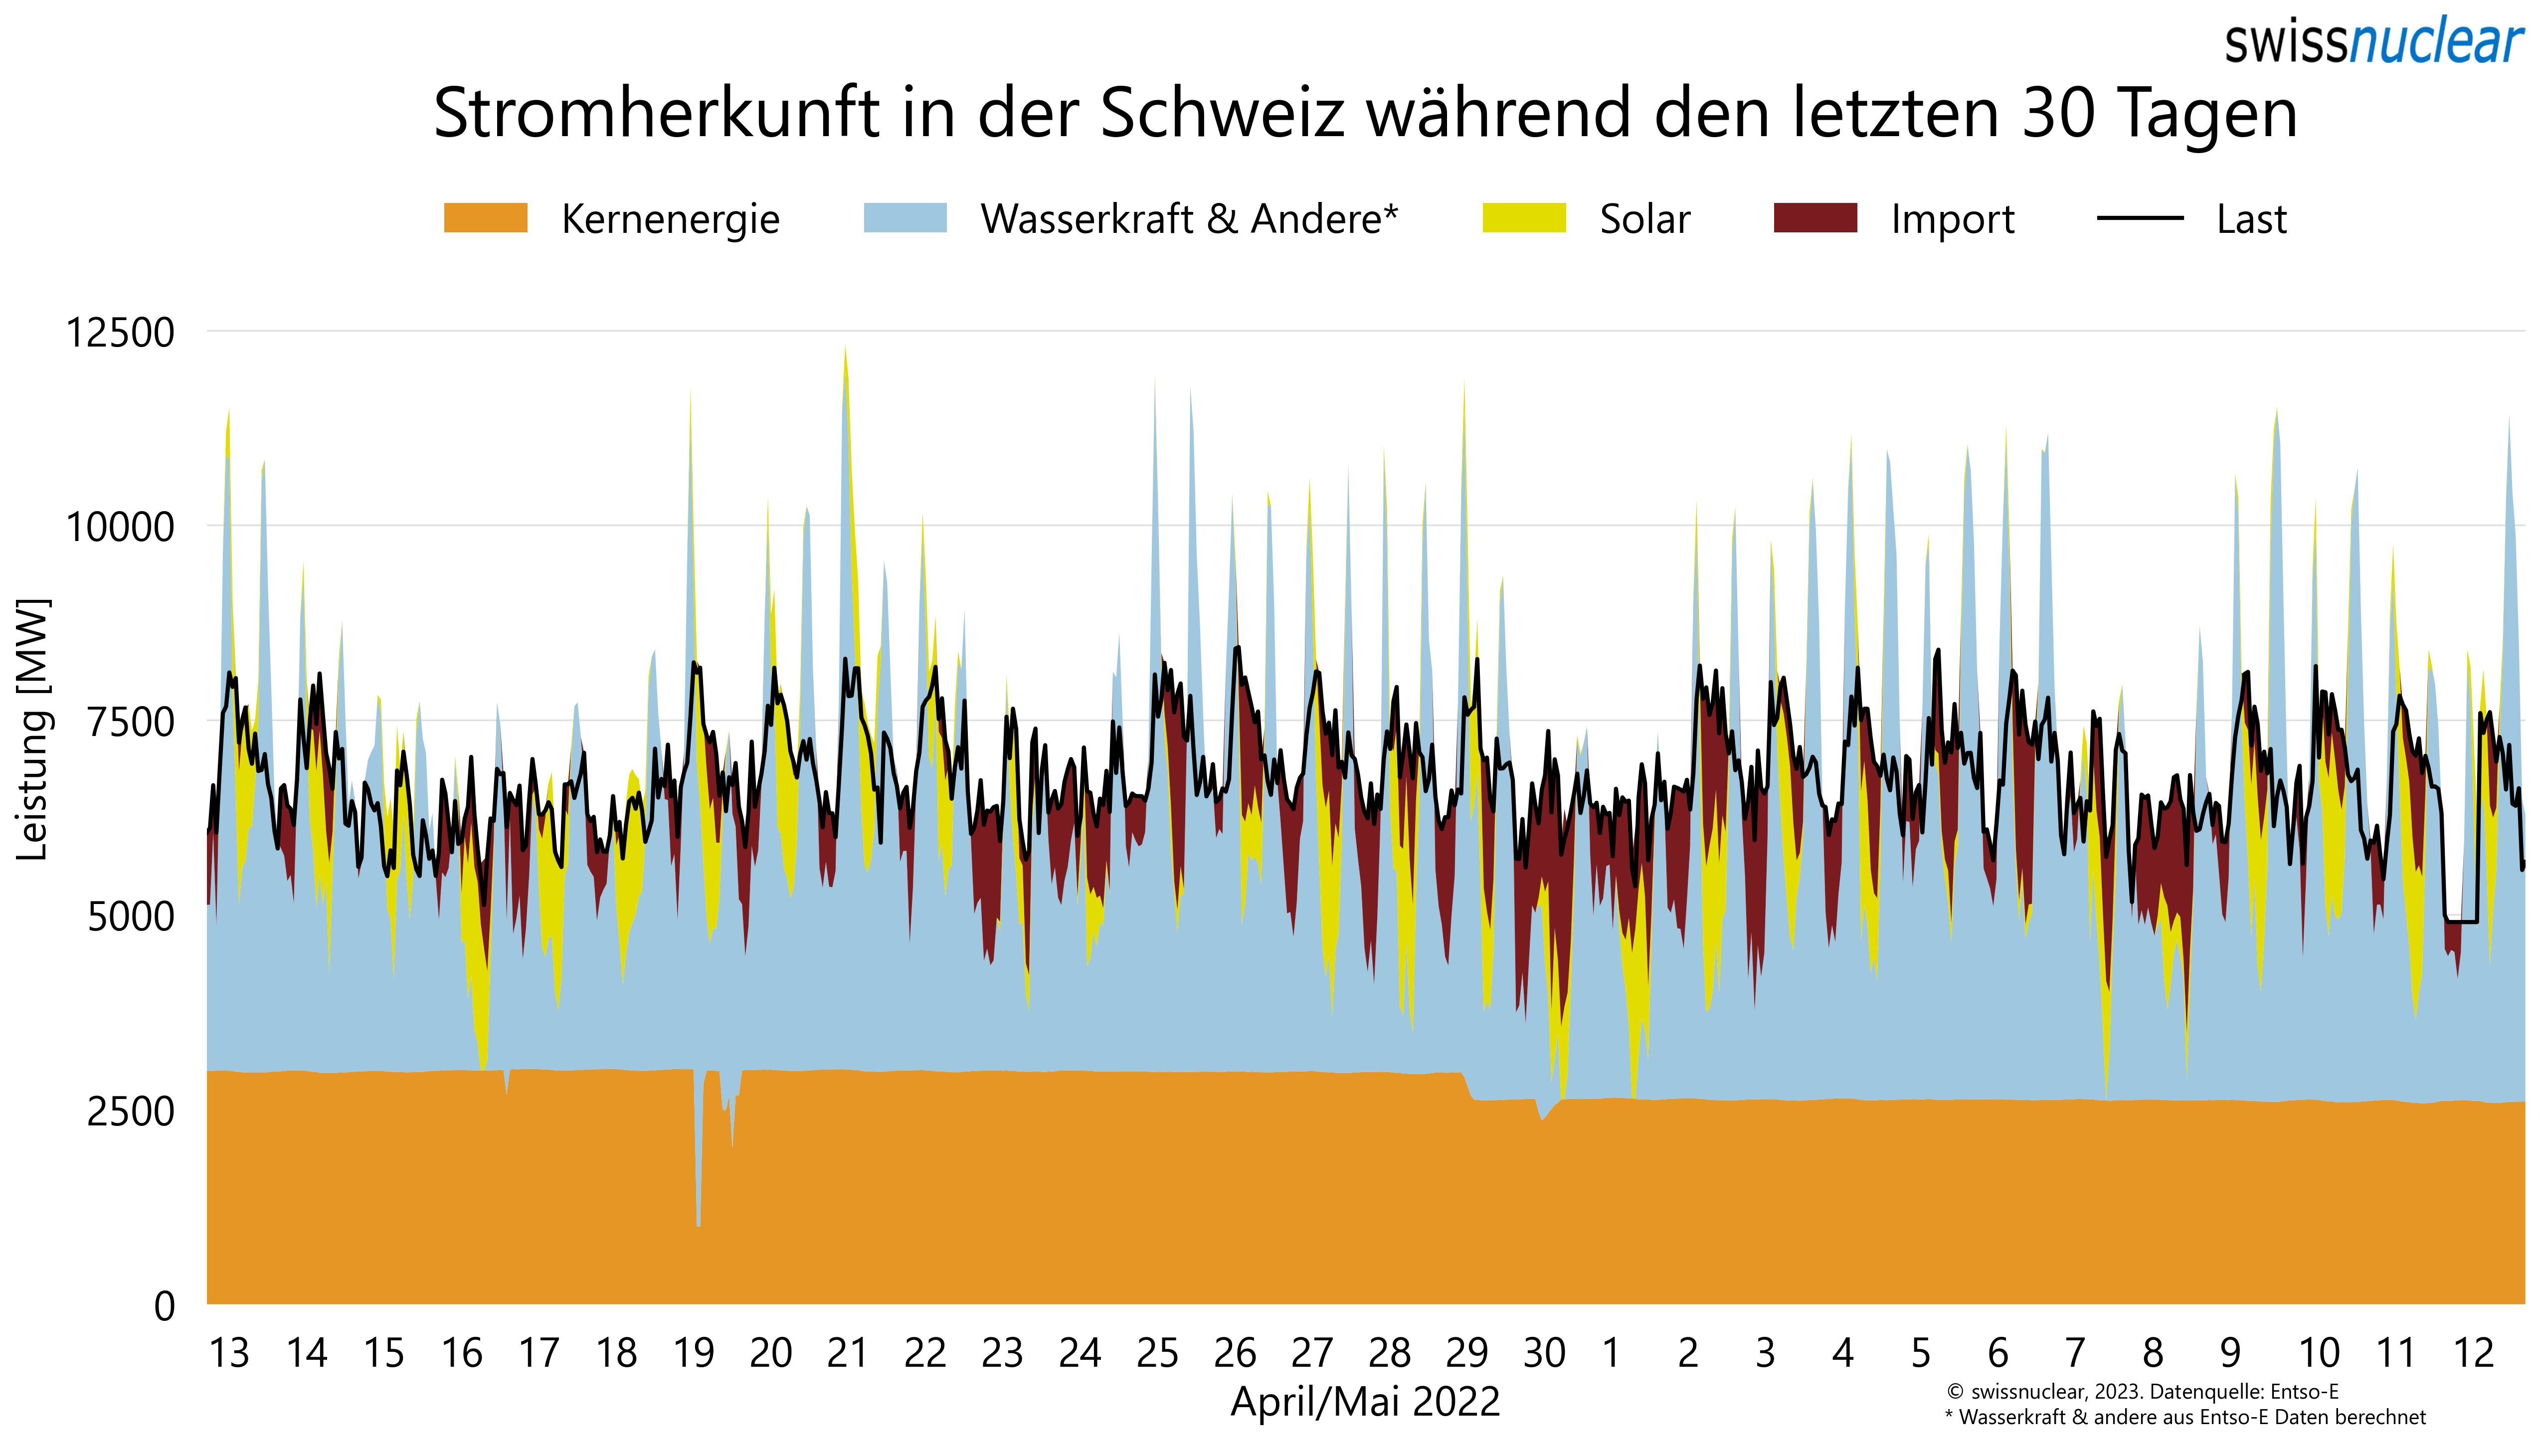 swissnuclear
Stromherkunft in der Schweiz während den letzten 30 Tagen
Kernenergie Wasserkraft & Andere* Solar Import Last
12500
10000
7500
5000
2500
0
Leistung [MW]
13 14 15 16 17 18 19 20 21 22 23 24 25 26 27 28 29 30 1 2 3 4 5 6 7 8 9 10 11 12
April/Mai 2022
© swissnuclear, 2023. Datenquelle: Entso-E
* Wasserkraft & andere aus Entso-E Daten berechnet